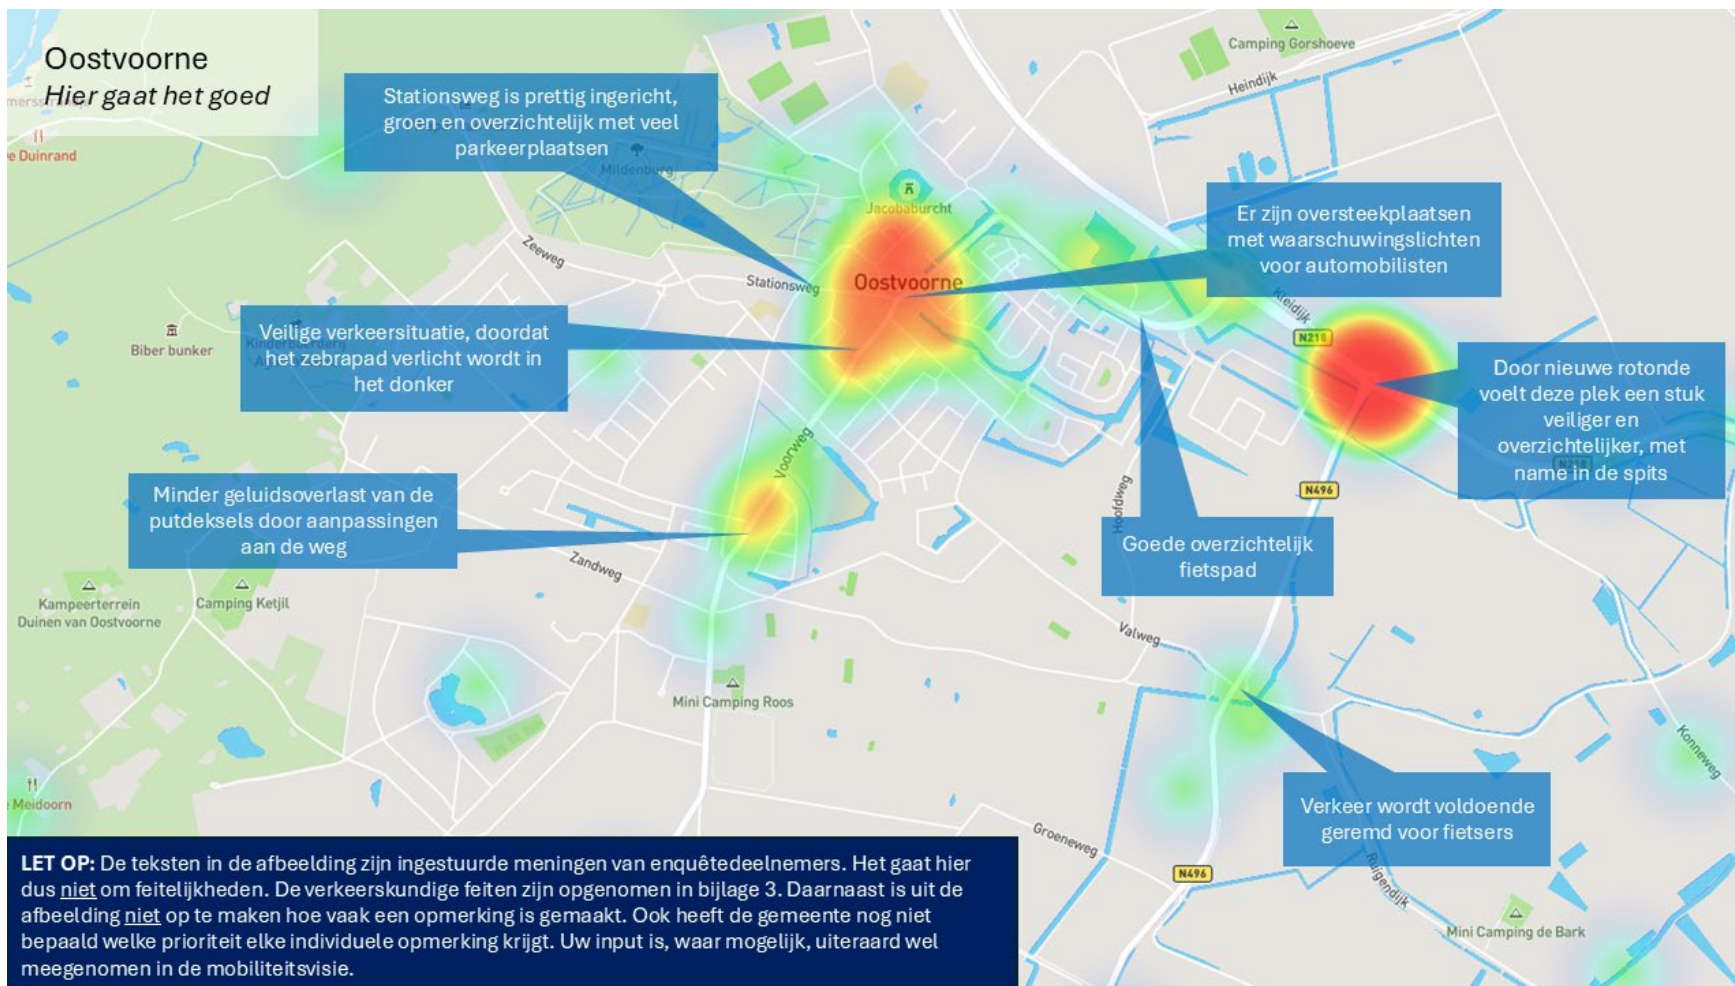 Oostvoorne
Hier gaat het goed
Stationsweg is prettig ingericht,
groen en overzichtelijk met veel
parkeerplaatsen
Camping Gorshoeve
Heindijk
De Duinrand
Mildenburg
Jacobaburcht
Er zijn oversteekplaatsen
met waarschuwingslichten
voor automobilisten
Zeeweg
Stationsweg
Oostvoorne
Kleidijk
N218
Biber bunker
Veilige verkeersituatie, doordat
het zebrapad verlicht wordt in
het donker
Door nieuwe rotonde
voelt deze plek een stuk
veiliger en
overzichtelijker, met
name in de spits
N218
Voorweg
Hoofdweg
N496
Minder geluidsoverlast van de
putdeksels door aanpassingen
aan de weg
Goede overzichtelijk
fietspad
Zandweg
Kampeerterrein
Duinen van Oostvoorne
Camping Ketjil
Valweg
Mini Camping Roos
Konneweg
Meidoorn
Verkeer wordt voldoende
geremd voor fietsers
Groeneweg
N496
Ruigendijk
Mini Camping de Bark
LET OP: De teksten in de afbeelding zijn ingestuurde meningen van enquêtedeelnemers. Het gaat hier
dus niet om feitelijkheden. De verkeerskundige feiten zijn opgenomen in bijlage 3. Daarnaast is uit de
afbeelding niet op te maken hoe vaak een opmerking is gemaakt. Ook heeft de gemeente nog niet
bepaald welke prioriteit elke individuele opmerking krijgt. Uw input is, waar mogelijk, uiteraard wel
meegenomen in de mobiliteitsvisie.